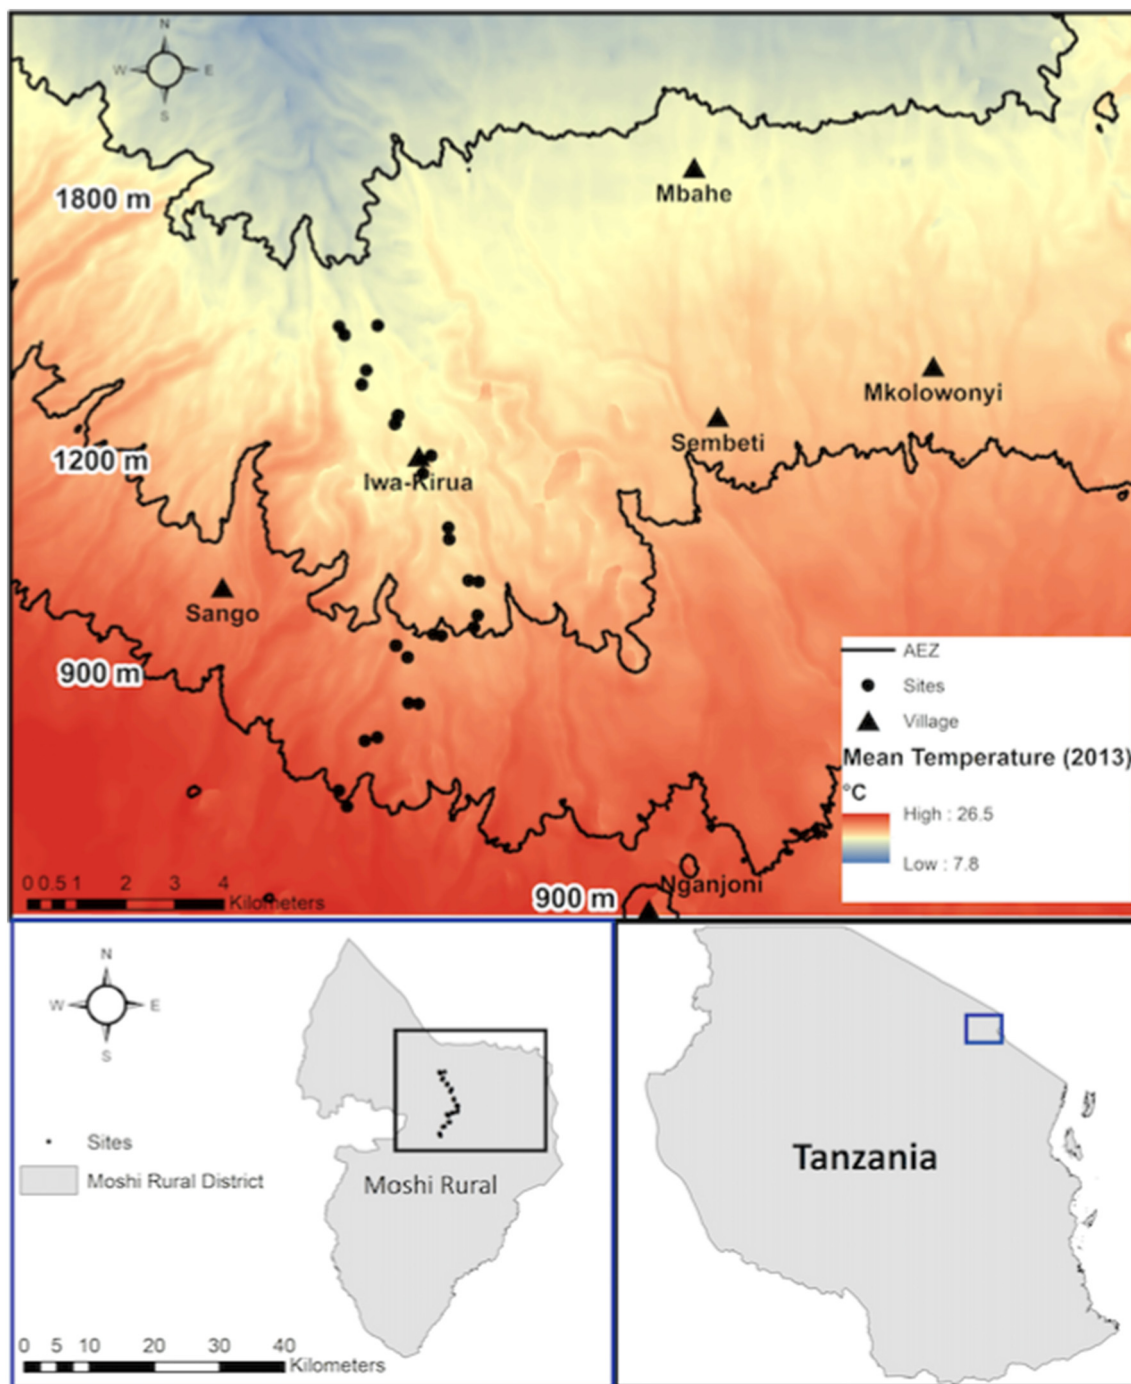 N
W E
S
1800 m
Mbahe
Mkolowonyi
Sembeti
1200 m
Iwa-Kirua
Sango
900 m
AEZ
Sites
Village
Mean Temperature (2013)
°C
High : 26.5
Low : 7.8
0 0.5 1 2 3 4
Kilometers
900 m
Nganjoni
N
W E
S
Sites
Moshi Rural District
Moshi Rural
0 5 10 20 30 40
Kilometers
Tanzania